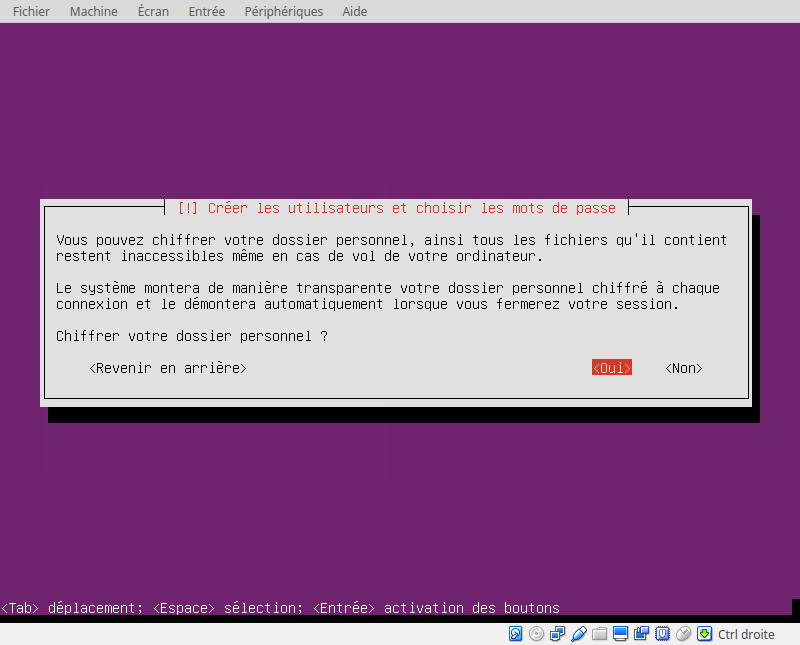 Fichier Machine Écran Entrée Périphériques Aide
[!] Créer les utilisateurs et choisir les mots de passe
Vous pouvez chiffrer votre dossier personnel, ainsi tous les fichiers qu'il contient
restent inaccessibles même en cas de vol de votre ordinateur.
Le système montera de manière transparente votre dossier personnel chiffré à chaque
connexion et le démontera automatiquement lorsque vous fermerez votre session.
Chiffrer votre dossier personnel ?
<Revenir en arrière> <Oui> <Non>
<Tab> déplacement; <Espace> sélection; <Entrée> activation des boutons
Ctrl droite